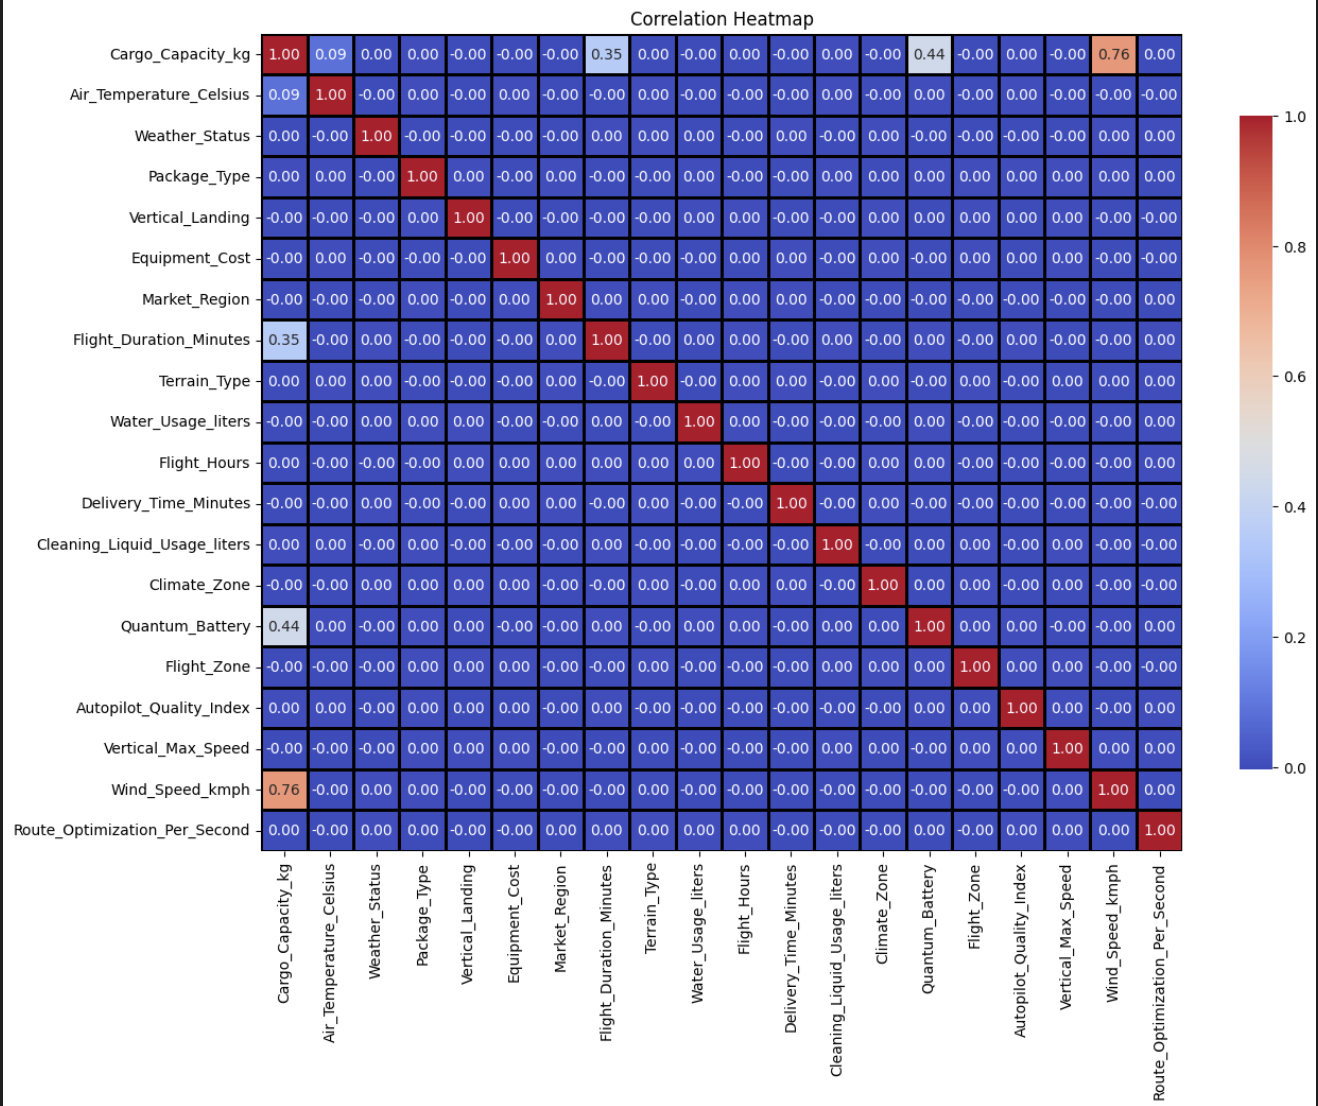 Correlation Heatmap
Cargo_Capacity_kg 1.00 0.09 0.00 0.00 -0.00 -0.00 -0.00 0.35 0.00 -0.00 0.00 -0.00 0.00 -0.00 0.44 -0.00 0.00 -0.00 0.76 0.00
Air_Temperature_Celsius 0.09 1.00 -0.00 0.00 -0.00 0.00 -0.00 -0.00 0.00 -0.00 -0.00 -0.00 0.00 -0.00 0.00 -0.00 0.00 -0.00 -0.00 -0.00
Weather_Status 0.00 -0.00 1.00 -0.00 -0.00 -0.00 -0.00 0.00 0.00 -0.00 -0.00 0.00 -0.00 0.00 -0.00 0.00 -0.00 -0.00 0.00 0.00
Package_Type 0.00 0.00 -0.00 1.00 0.00 -0.00 0.00 -0.00 -0.00 0.00 -0.00 0.00 0.00 0.00 0.00 0.00 -0.00 0.00 -0.00 0.00
Vertical_Landing -0.00 -0.00 -0.00 0.00 1.00 -0.00 -0.00 -0.00 -0.00 -0.00 0.00 0.00 -0.00 -0.00 0.00 0.00 0.00 0.00 -0.00 -0.00
Equipment_Cost -0.00 0.00 -0.00 -0.00 -0.00 1.00 0.00 -0.00 0.00 -0.00 -0.00 -0.00 -0.00 0.00 0.00 -0.00 0.00 0.00 -0.00 -0.00
Market_Region -0.00 -0.00 -0.00 0.00 -0.00 0.00 1.00 0.00 0.00 -0.00 0.00 -0.00 -0.00 -0.00 -0.00 -0.00 -0.00 -0.00 -0.00 0.00
Flight_Duration_Minutes 0.35 -0.00 0.00 -0.00 -0.00 -0.00 0.00 1.00 -0.00 0.00 0.00 -0.00 0.00 -0.00 0.00 -0.00 0.00 -0.00 -0.00 0.00
Terrain_Type 0.00 0.00 0.00 -0.00 -0.00 0.00 0.00 -0.00 1.00 -0.00 0.00 0.00 -0.00 0.00 0.00 0.00 -0.00 0.00 -0.00 0.00
Water_Usage_liters -0.00 -0.00 -0.00 0.00 -0.00 -0.00 -0.00 0.00 -0.00 1.00 0.00 -0.00 0.00 -0.00 -0.00 0.00 -0.00 -0.00 -0.00 0.00
Flight_Hours 0.00 -0.00 -0.00 -0.00 0.00 -0.00 0.00 0.00 0.00 0.00 1.00 -0.00 -0.00 0.00 0.00 -0.00 -0.00 0.00 -0.00 0.00
Delivery_Time_Minutes -0.00 -0.00 0.00 0.00 0.00 -0.00 -0.00 -0.00 0.00 -0.00 -0.00 1.00 -0.00 0.00 -0.00 -0.00 -0.00 0.00 -0.00 -0.00
Cleaning_Liquid_Usage_liters 0.00 0.00 -0.00 0.00 -0.00 -0.00 -0.00 0.00 -0.00 0.00 -0.00 -0.00 1.00 -0.00 0.00 0.00 -0.00 0.00 -0.00 -0.00
Climate_Zone -0.00 -0.00 0.00 0.00 -0.00 0.00 -0.00 -0.00 0.00 -0.00 0.00 0.00 -0.00 1.00 0.00 0.00 -0.00 0.00 -0.00 -0.00
Quantum_Battery 0.44 0.00 -0.00 0.00 0.00 0.00 -0.00 0.00 0.00 -0.00 0.00 -0.00 0.00 0.00 1.00 0.00 0.00 -0.00 -0.00 0.00
Flight_Zone -0.00 -0.00 0.00 0.00 0.00 -0.00 -0.00 -0.00 0.00 0.00 -0.00 -0.00 0.00 0.00 0.00 1.00 0.00 0.00 -0.00 -0.00
Autopilot_Quality_Index 0.00 0.00 -0.00 -0.00 0.00 0.00 -0.00 0.00 -0.00 -0.00 -0.00 -0.00 -0.00 -0.00 0.00 0.00 1.00 0.00 -0.00 0.00
Vertical_Max_Speed -0.00 -0.00 -0.00 0.00 0.00 0.00 -0.00 -0.00 0.00 -0.00 0.00 0.00 0.00 0.00 -0.00 0.00 0.00 1.00 0.00 0.00
Wind_Speed_kmph 0.76 -0.00 0.00 -0.00 -0.00 -0.00 -0.00 -0.00 -0.00 -0.00 -0.00 -0.00 -0.00 -0.00 -0.00 -0.00 -0.00 0.00 1.00 0.00
Route_Optimization_Per_Second 0.00 -0.00 0.00 0.00 -0.00 -0.00 0.00 0.00 0.00 0.00 0.00 -0.00 -0.00 -0.00 0.00 -0.00 0.00 0.00 0.00 1.00
Cargo_Capacity_kg
Air_Temperature_Celsius
Weather_Status
Package_Type
Vertical_Landing
Equipment_Cost
Market_Region
Flight_Duration_Minutes
Terrain_Type
Water_Usage_liters
Flight_Hours
Delivery_Time_Minutes
Cleaning_Liquid_Usage_liters
Climate_Zone
Quantum_Battery
Flight_Zone
Autopilot_Quality_Index
Vertical_Max_Speed
Wind_Speed_kmph
Route_Optimization_Per_Second
1.0
0.8
0.6
0.4
0.2
0.0